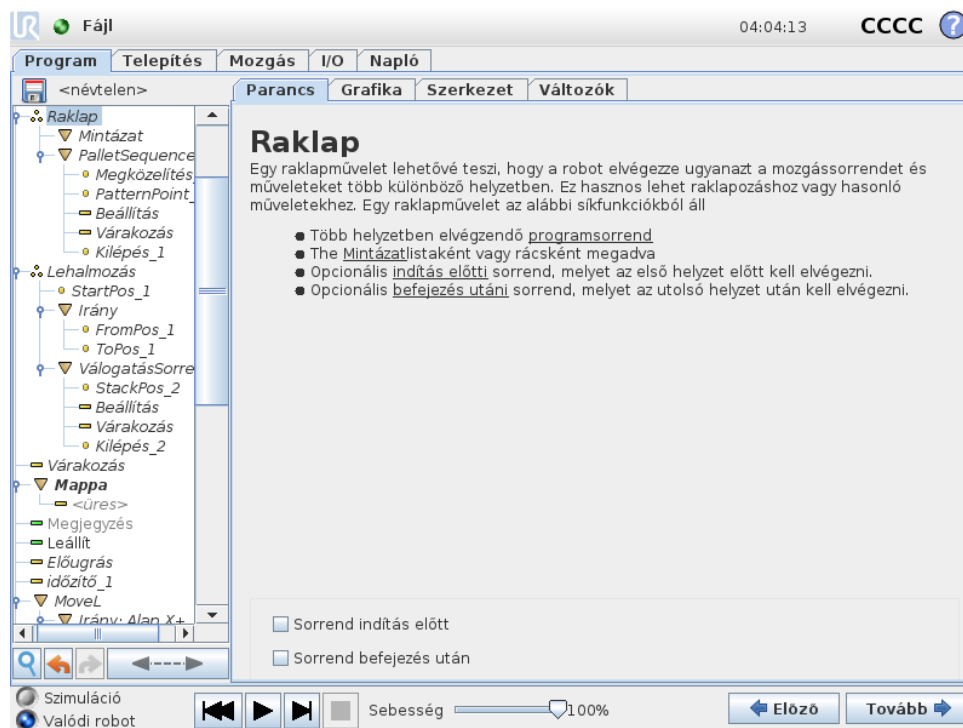 UR Fájl 04:04:13 CCCC ?
Program Telepítés Mozgás I/O Napló
<névtelen>
Parancs Grafika Szerkezet Változók
Raklap
Mintázat
PalletSequence
Megközelítés_
PatternPoint_
Beállítás
Várakozás
Kilépés_1
Lehalmozás
StartPos_1
Irány
FromPos_1
ToPos_1
VálogatásSorre
StackPos_2
Beállítás
Várakozás
Kilépés_2
Várakozás
Mappa
<üres>
Megjegyzés
Leállít
Előugrás
időzítő_1
MoveL
Irány: Alap X+
Raklap
Egy raklapművelet lehetővé teszi, hogy a robot elvégezze ugyanazt a mozgássorrendet és
műveleteket több különböző helyzetben. Ez hasznos lehet raklapozáshoz vagy hasonló
műveletekhez. Egy raklapművelet az alábbi síkfunkciókból áll
Több helyzetben elvégzendő programsorrend
The Mintázatlistaként vagy rácsként megadva
Opcionális indítás előtti sorrend, melyet az első helyzet előtt kell elvégezni.
Opcionális befejezés utáni sorrend, melyet az utolsó helyzet után kell elvégezni.
Sorrend indítás előtt
Sorrend befejezés után
Szimuláció
Valódi robot
Sebesség 100%
Előző
Tovább